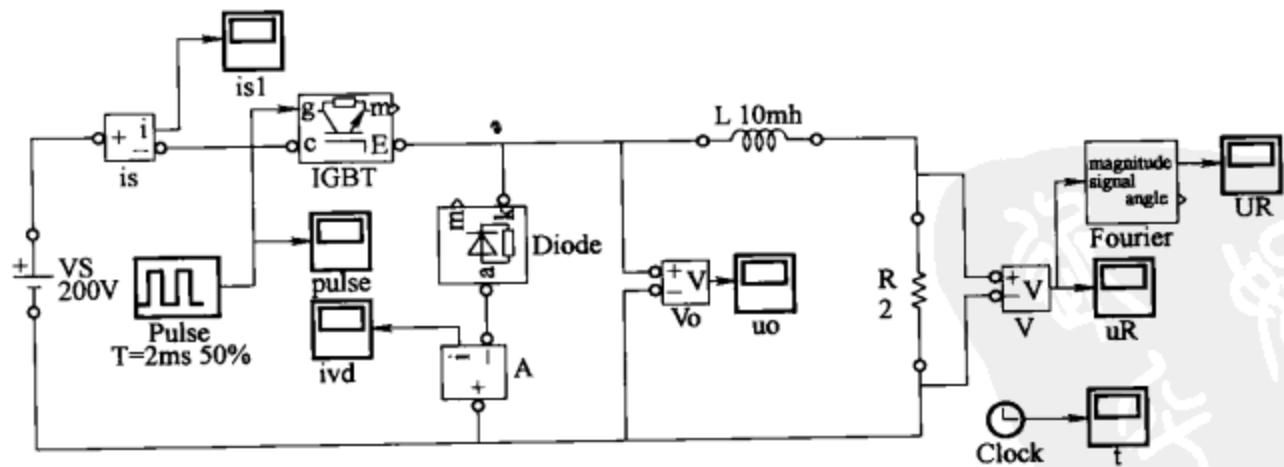 is1
+ i
−
is
g m
c E
IGBT
L 10mh
magnitude
signal
angle
Fourier
UR
m k
a
Diode
+
VS
200V
pulse
Pulse
T=2ms 50%
ivd
−
+
A
+
−
V
Vo
uo
R
2
+
−
V
V
uR
Clock
t